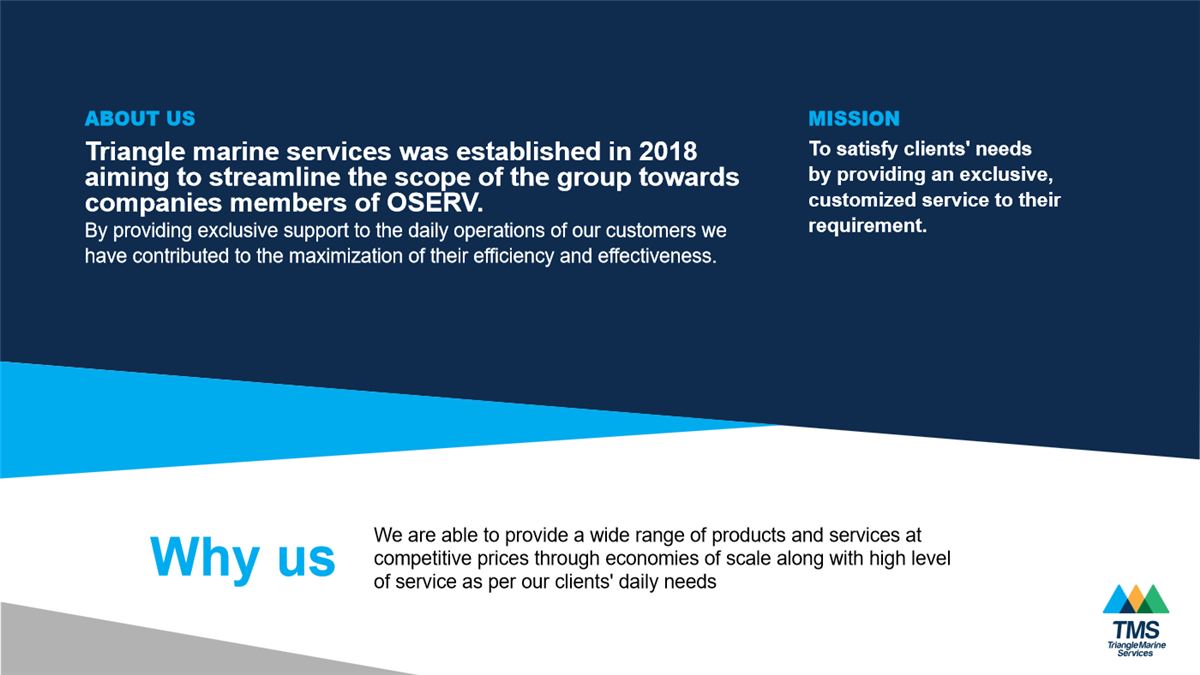 ABOUT US
Triangle marine services was established in 2018
aiming to streamline the scope of the group towards
companies members of OSERV.
By providing exclusive support to the daily operations of our customers we
have contributed to the maximization of their efficiency and effectiveness.
MISSION
To satisfy clients' needs
by providing an exclusive,
customized service to their
requirement.
Why us
We are able to provide a wide range of products and services at
competitive prices through economies of scale along with high level
of service as per our clients' daily needs
TMS
Triangle Marine
Services